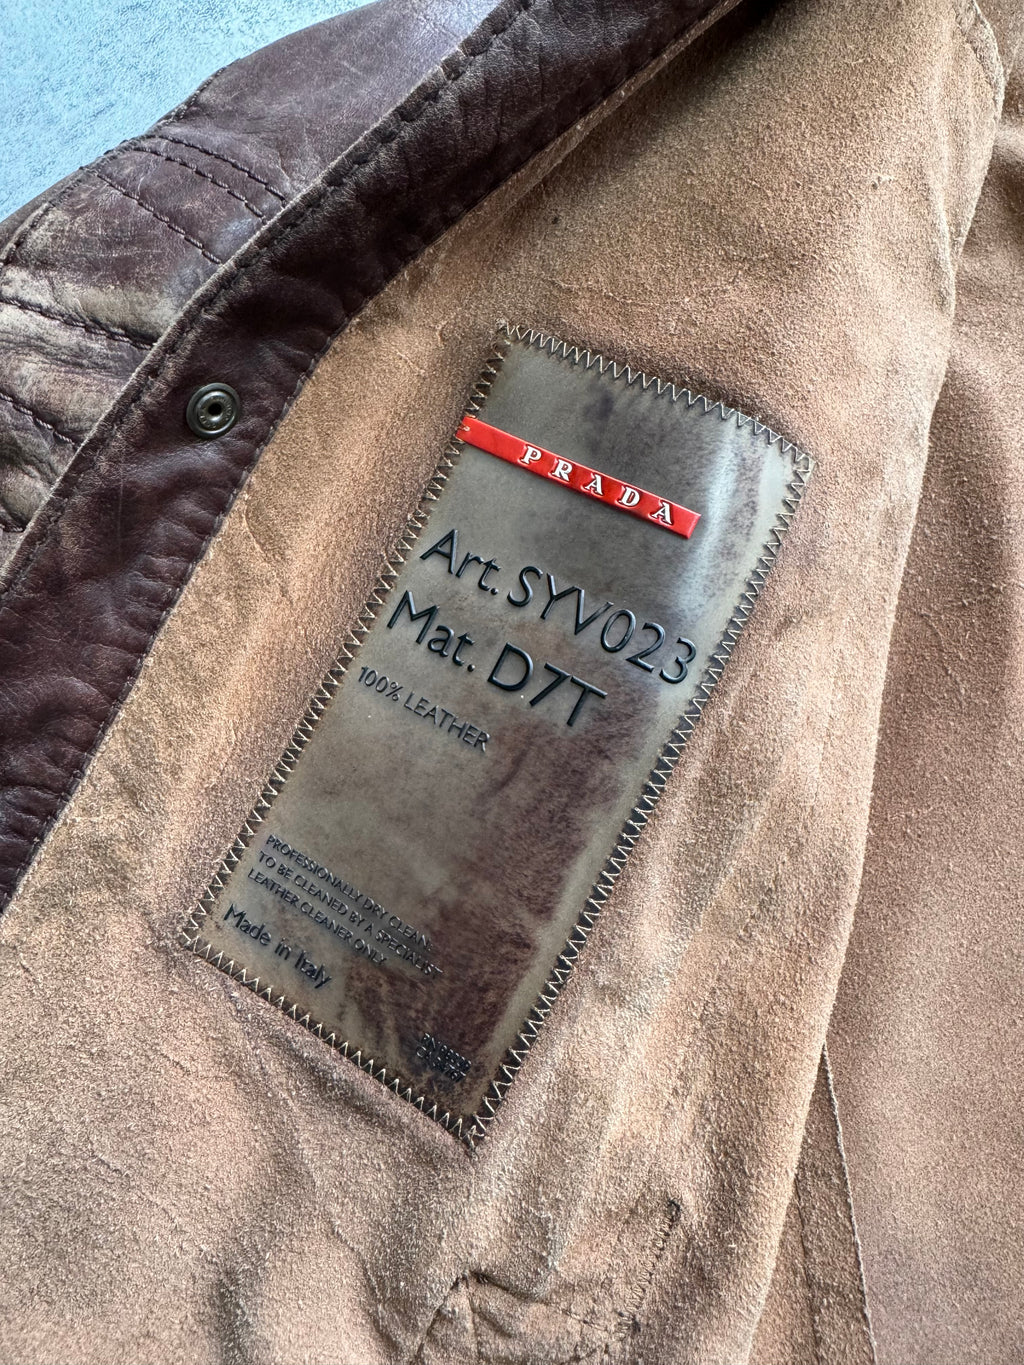 PRADA
Art. SYV023
Mat. D7T
100% LEATHER
PROFESSIONALLY DRY CLEAN.
TO BE CLEANED BY A SPECIALIST
LEATHER CLEANER ONLY
Made in Italy